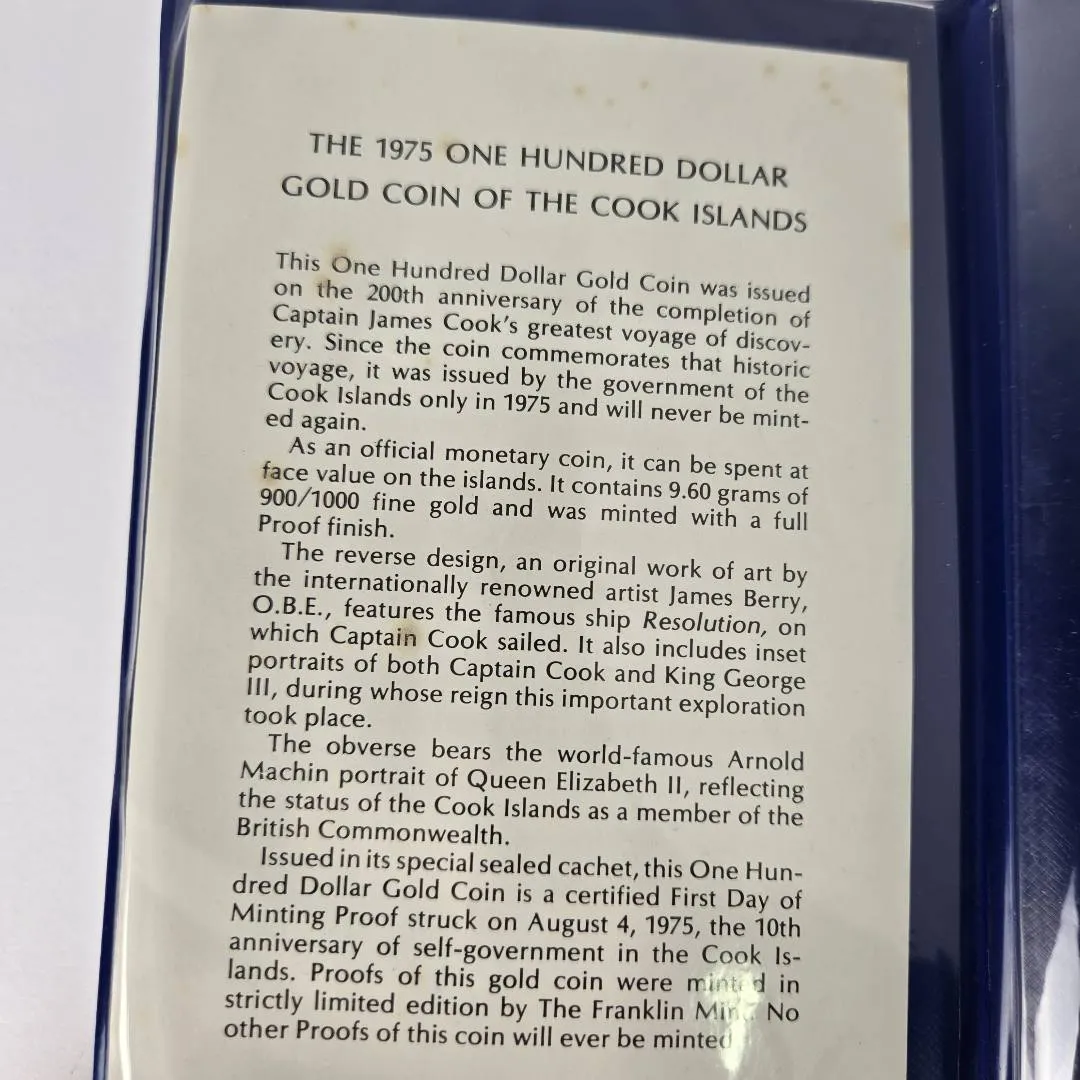 THE 1975 ONE HUNDRED DOLLAR
GOLD COIN OF THE COOK ISLANDS
This One Hundred Dollar Gold Coin was issued
on the 200th anniversary of the completion of
Captain James Cook's greatest voyage of discov-
ery. Since the coin commemorates that historic
voyage, it was issued by the government of the
Cook Islands only in 1975 and will never be mint-
ed again.
As an official monetary coin, it can be spent at
face value on the islands. It contains 9.60 grams of
900/1000 fine gold and was minted with a full
Proof finish.
The reverse design, an original work of art by
the internationally renowned artist James Berry,
O.B.E., features the famous ship Resolution, on
which Captain Cook sailed. It also includes inset
portraits of both Captain Cook and King George
III, during whose reign this important exploration
took place.
The obverse bears the world-famous Arnold
Machin portrait of Queen Elizabeth II, reflecting
the status of the Cook Islands as a member of the
British Commonwealth.
Issued in its special sealed cachet, this One Hun-
dred Dollar Gold Coin is a certified First Day of
Minting Proof struck on August 4, 1975, the 10th
anniversary of self-government in the Cook Is-
lands. Proofs of this gold coin were minted in
strictly limited edition by The Franklin Mint. No
other Proofs of this coin will ever be minted